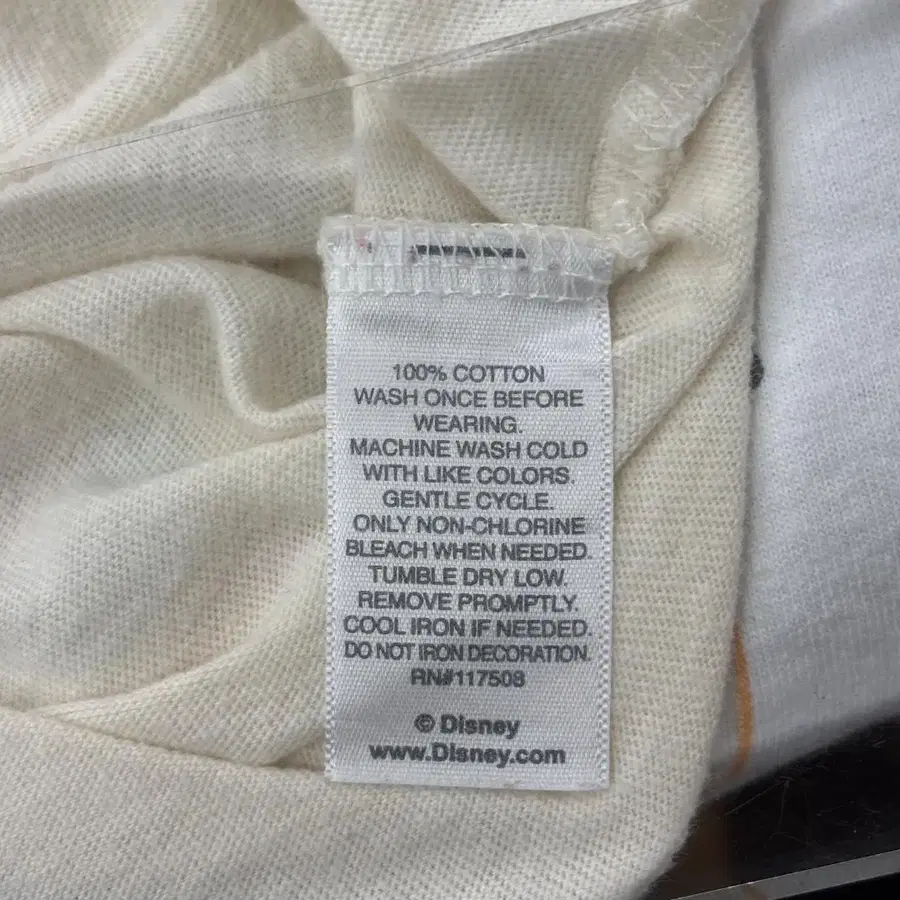 100% COTTON
WASH ONCE BEFORE
WEARING.
MACHINE WASH COLD
WITH LIKE COLORS.
GENTLE CYCLE.
ONLY NON-CHLORINE
BLEACH WHEN NEEDED.
TUMBLE DRY LOW.
REMOVE PROMPTLY.
COOL IRON IF NEEDED.
DO NOT IRON DECORATION.
RN#117508
© Disney
www.Disney.com